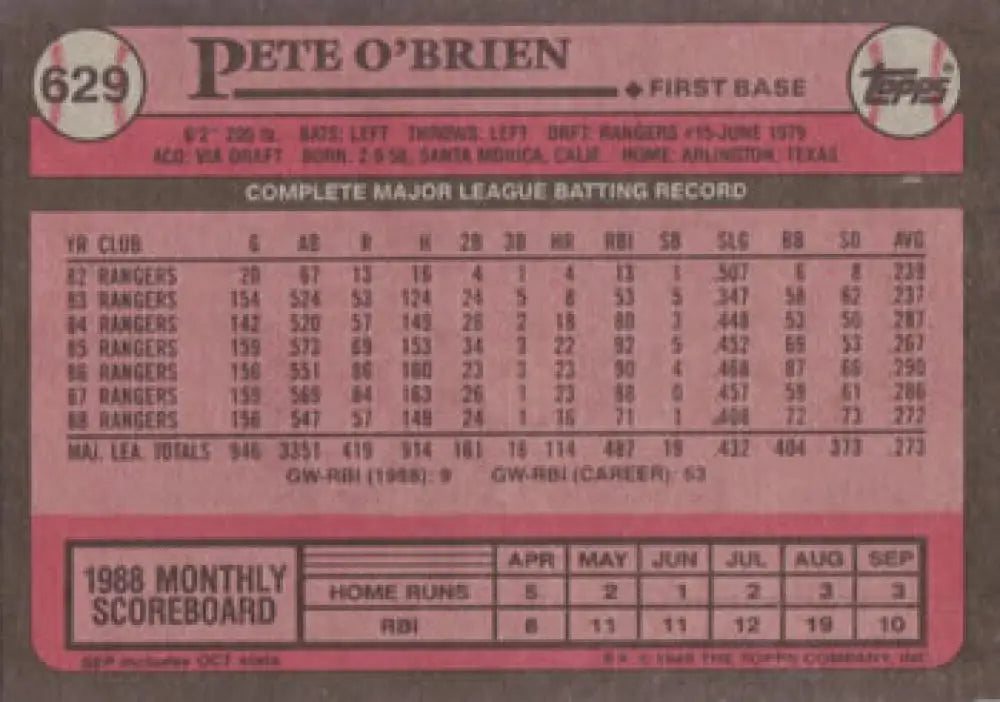 629
PETE O'BRIEN
FIRST BASE
TOPPS®
6'2" lb. BATS: LEFT THROWS: LEFT DRFT: RANGERS #15-JUNE 1979
ACQ: VIA DRAFT BORN: 2-9-58, SANTA MONICA, CALIF. HOME: ARLINGTON, TEXAS
COMPLETE MAJOR LEAGUE BATTING RECORD
YR CLUB G AB R H 2B 3B HR RBI SB SLG BB SO AVG
82 RANGERS 20 67 13 16 4 1 4 13 1 .507 6 8 .239
83 RANGERS 154 524 53 124 24 5 8 53 5 .347 58 62 .237
84 RANGERS 142 520 57 149 26 2 18 80 3 .448 53 50 .287
85 RANGERS 159 573 69 153 34 3 22 92 5 .452 69 53 .267
86 RANGERS 156 551 86 160 23 3 23 90 4 .468 87 66 .290
87 RANGERS 159 569 84 163 26 1 23 88 0 .457 59 61 .286
88 RANGERS 156 547 57 149 24 1 16 71 1 .408 72 73 .272
MAJ. LEA. TOTALS 946 3351 419 914 161 16 114 487 19 .432 404 373 .273
GW-RBI (1988): 9 GW-RBI (CAREER): 53
1988 MONTHLY SCOREBOARD
APR MAY JUN JUL AUG SEP
HOME RUNS 5 2 1 2 3 3
RBI 8 11 11 12 19 10
SEP includes OCT stats © THE TOPPS COMPANY, INC.